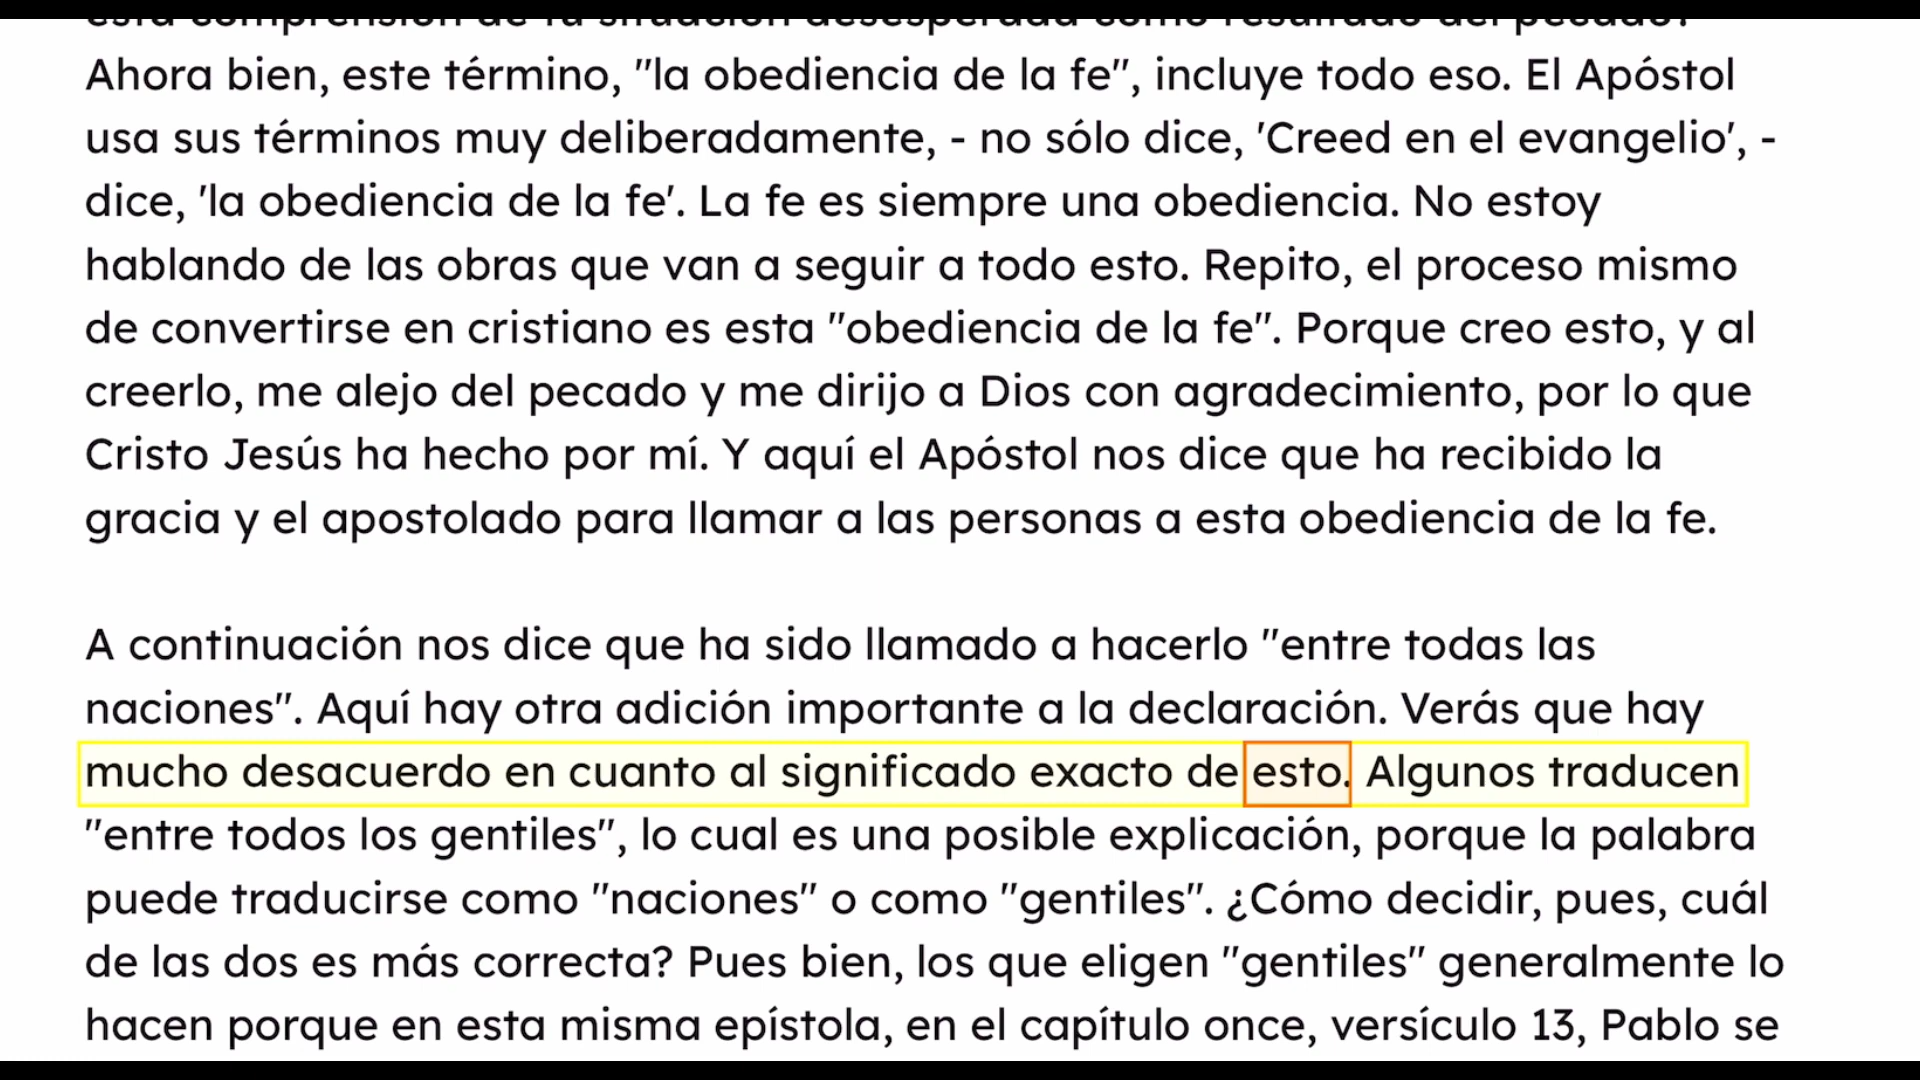 esta comprensión de tu situación desesperada como resultado del pecado?
Ahora bien, este término, "la obediencia de la fe", incluye todo eso. El Apóstol
usa sus términos muy deliberadamente, - no sólo dice, 'Creed en el evangelio', -
dice, 'la obediencia de la fe'. La fe es siempre una obediencia. No estoy
hablando de las obras que van a seguir a todo esto. Repito, el proceso mismo
de convertirse en cristiano es esta "obediencia de la fe". Porque creo esto, y al
creerlo, me alejo del pecado y me dirijo a Dios con agradecimiento, por lo que
Cristo Jesús ha hecho por mí. Y aquí el Apóstol nos dice que ha recibido la
gracia y el apostolado para llamar a las personas a esta obediencia de la fe.
A continuación nos dice que ha sido llamado a hacerlo "entre todas las
naciones". Aquí hay otra adición importante a la declaración. Verás que hay
mucho desacuerdo en cuanto al significado exacto de esto. Algunos traducen
"entre todos los gentiles", lo cual es una posible explicación, porque la palabra
puede traducirse como "naciones" o como "gentiles". ¿Cómo decidir, pues, cuál
de las dos es más correcta? Pues bien, los que eligen "gentiles" generalmente lo
hacen porque en esta misma epístola, en el capítulo once, versículo 13, Pablo se